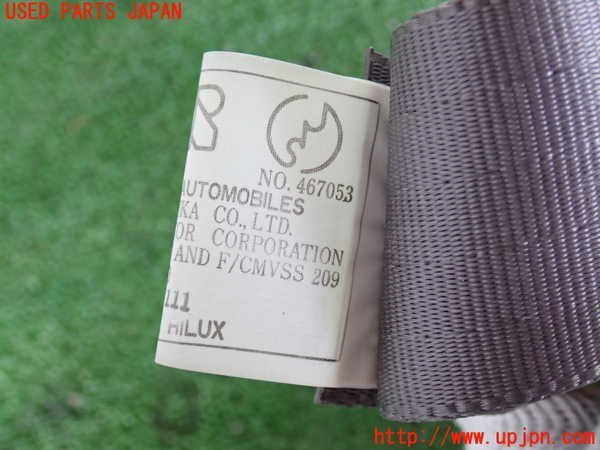 USED PARTS JAPAN
NO. 467053
AUTOMOBILES
KA CO., LTD.
OR CORPORATION
AND F/CMVSS 209
111
HILUX
http://www.upjpn.com/